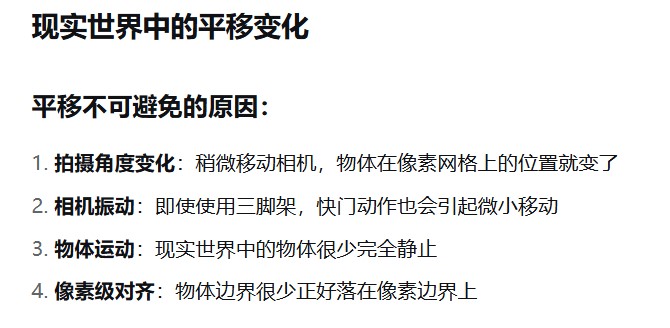 现实世界中的平移变化
平移不可避免的原因：
1. 拍摄角度变化：稍微移动相机，物体在像素网格上的位置就变了
2. 相机振动：即使使用三脚架，快门动作也会引起微小移动
3. 物体运动：现实世界中的物体很少完全静止
4. 像素级对齐：物体边界很少正好落在像素边界上